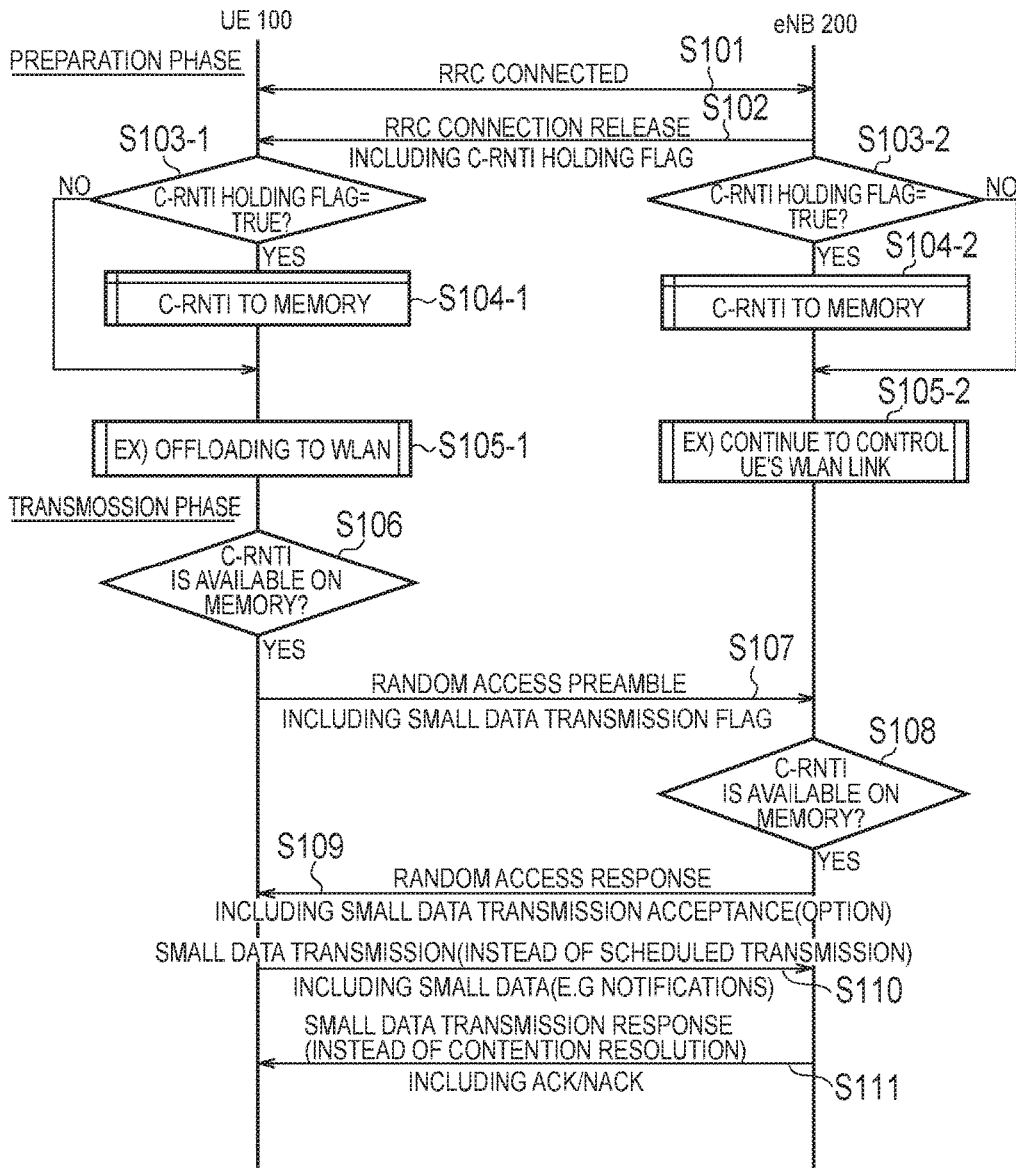 UE 100
eNB 200
PREPARATION PHASE
S101
RRC CONNECTED
S102
RRC CONNECTION RELEASE
INCLUDING C-RNTI HOLDING FLAG
S103-1
S103-2
NO
C-RNTI HOLDING FLAG=
TRUE?
C-RNTI HOLDING FLAG=
TRUE?
NO
YES
YES
S104-2
C-RNTI TO MEMORY
S104-1
C-RNTI TO MEMORY
S105-2
EX) OFFLOADING TO WLAN
S105-1
EX) CONTINUE TO CONTROL
UE'S WLAN LINK
TRANSMOSSION PHASE
S106
C-RNTI
IS AVAILABLE ON
MEMORY?
YES
S107
RANDOM ACCESS PREAMBLE
INCLUDING SMALL DATA TRANSMISSION FLAG
S108
C-RNTI
IS AVAILABLE ON
MEMORY?
YES
S109
RANDOM ACCESS RESPONSE
INCLUDING SMALL DATA TRANSMISSION ACCEPTANCE(OPTION)
SMALL DATA TRANSMISSION(INSTEAD OF SCHEDULED TRANSMISSION)
INCLUDING SMALL DATA(E.G NOTIFICATIONS)
S110
SMALL DATA TRANSMISSION RESPONSE
(INSTEAD OF CONTENTION RESOLUTION)
INCLUDING ACK/NACK
S111